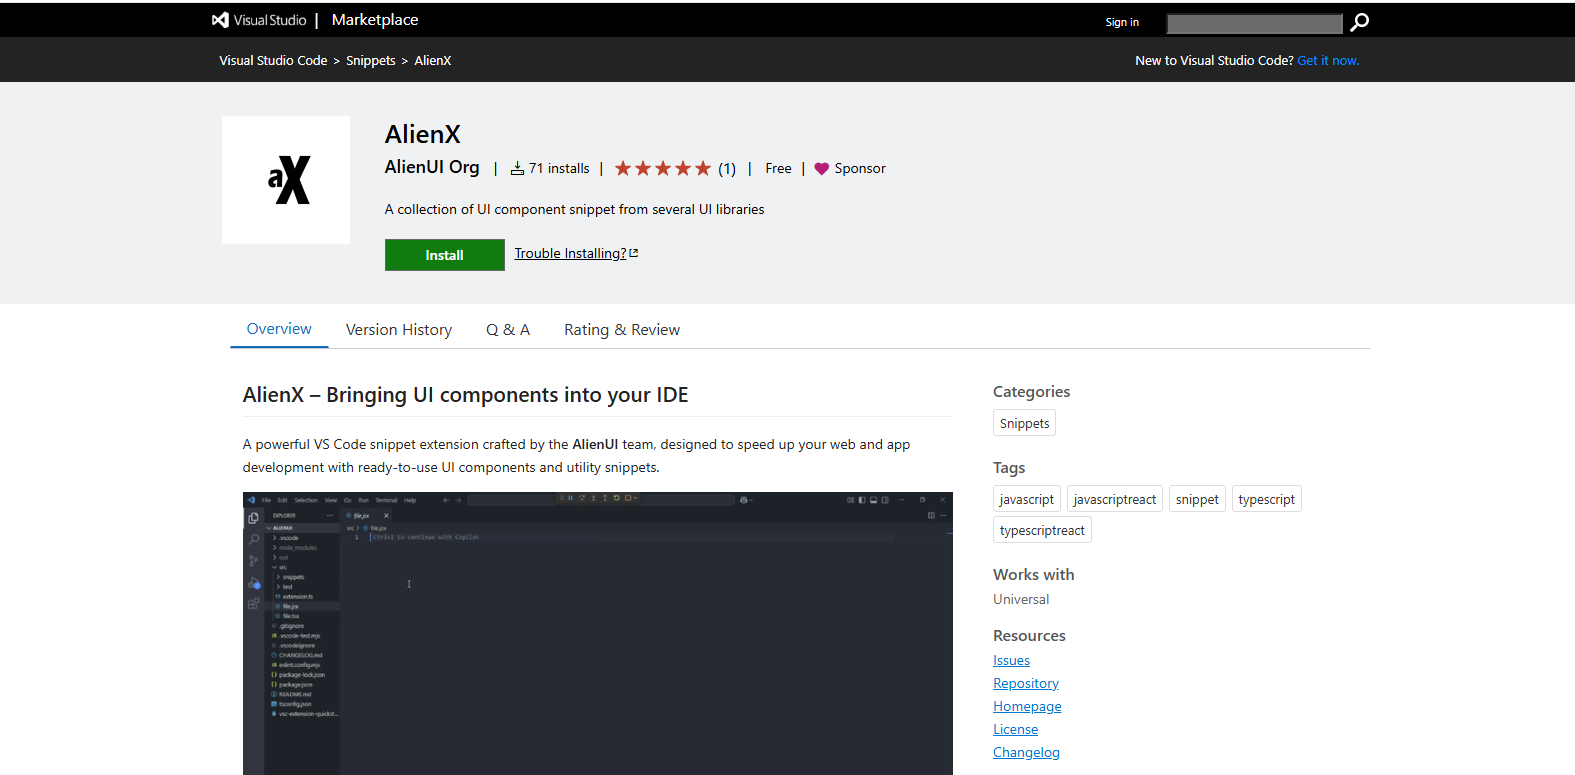 Visual Studio | Marketplace
Sign in
Visual Studio Code > Snippets > AlienX
New to Visual Studio Code? Get it now.
aX
AlienX
AlienUI Org | 71 installs | (1) | Free | Sponsor
A collection of UI component snippet from several UI libraries
Install
Trouble Installing?
Overview
Version History
Q & A
Rating & Review
AlienX – Bringing UI components into your IDE
A powerful VS Code snippet extension crafted by the AlienUI team, designed to speed up your web and app
development with ready-to-use UI components and utility snippets.
File Edit Selection View Go Run Terminal Help
EXPLORER
file.jsx
ALIENUI
src > file.jsx
.vscode
1 Ctrl+I to continue with Copilot
node_modules
out
src
snippets
test
extension.ts
file.jsx
file.tsx
.gitignore
.vscode-test.mjs
.vscodeignore
CHANGELOG.md
eslint.config.mjs
package-lock.json
package.json
README.md
tsconfig.json
vsc-extension-quickst...
Categories
Snippets
Tags
javascript
javascriptreact
snippet
typescript
typescriptreact
Works with
Universal
Resources
Issues
Repository
Homepage
License
Changelog